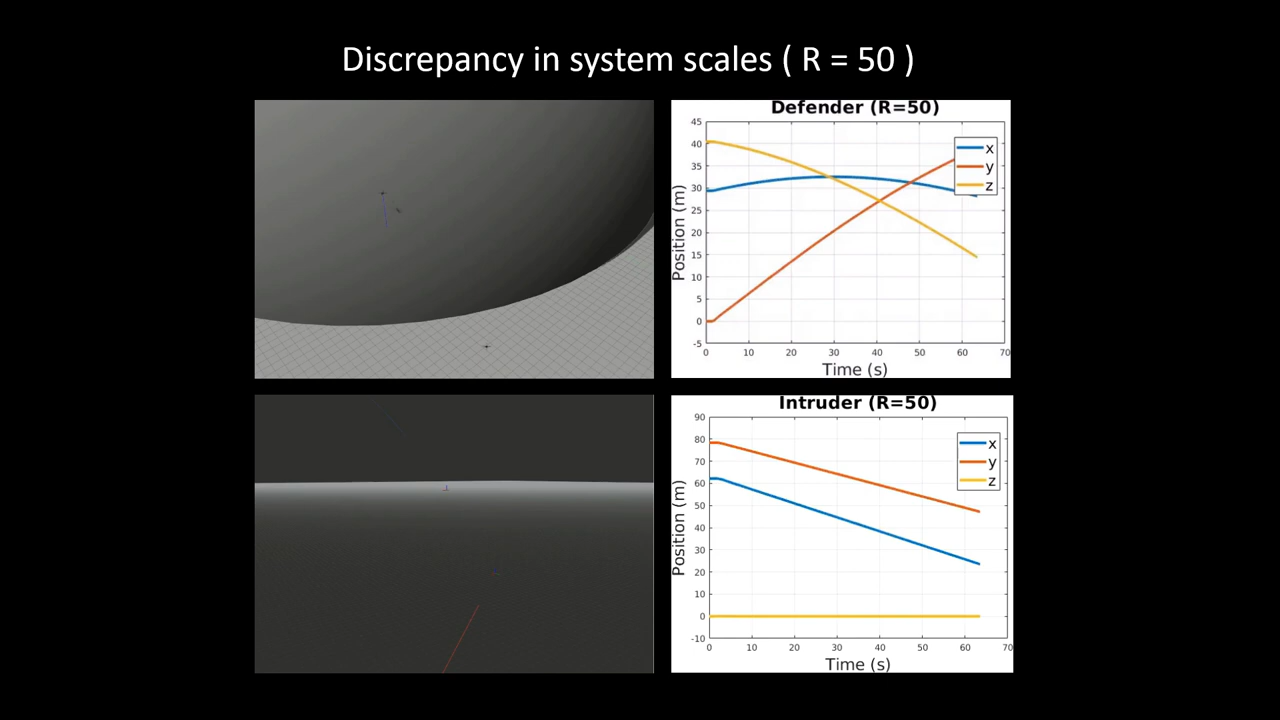 Discrepancy in system scales ( R = 50 )
Defender (R=50)
45
40
35
30
25
20
15
10
5
0
-5
Position (m)
x
y
z
0 10 20 30 40 50 60 70
Time (s)
Intruder (R=50)
90
80
70
60
50
40
30
20
10
0
-10
Position (m)
x
y
z
0 10 20 30 40 50 60 70
Time (s)